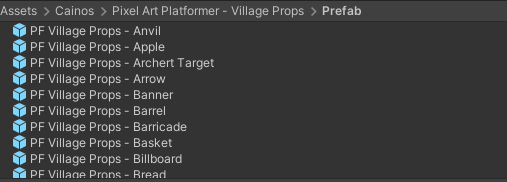 Assets > Cainos > Pixel Art Platformer - Village Props > Prefab
PF Village Props - Anvil
PF Village Props - Apple
PF Village Props - Archert Target
PF Village Props - Arrow
PF Village Props - Banner
PF Village Props - Barrel
PF Village Props - Barricade
PF Village Props - Basket
PF Village Props - Billboard
PF Village Props - Bread